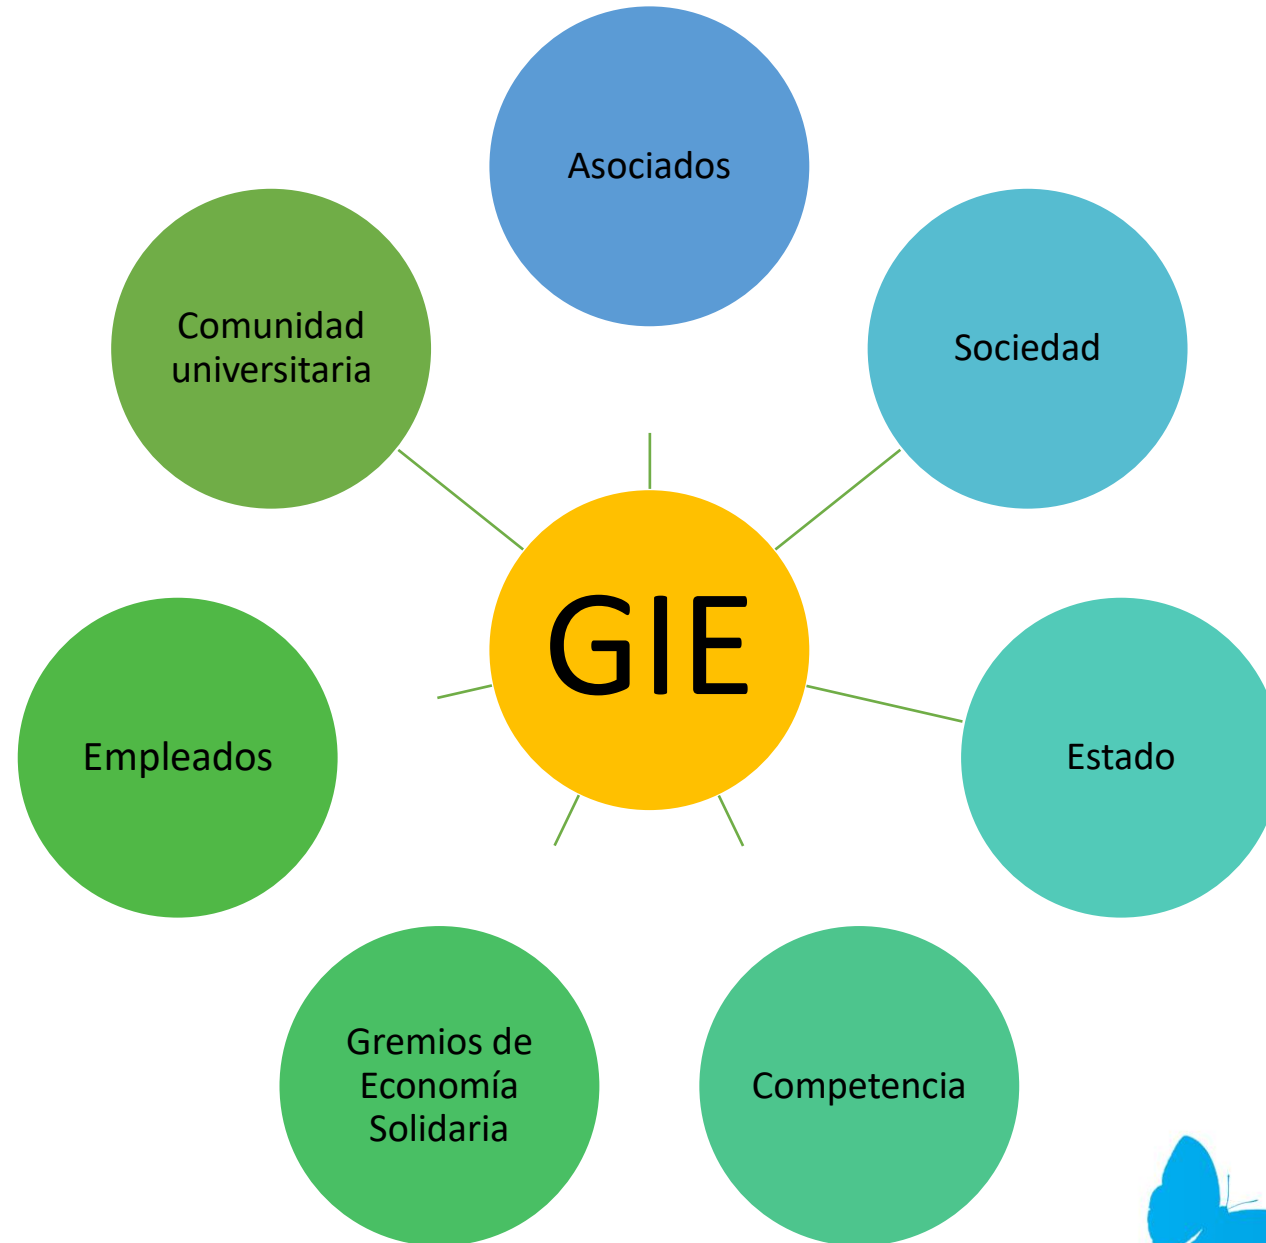 Asociados
Sociedad
Estado
Competencia
Gremios de
Economía
Solidaria
Empleados
Comunidad
universitaria
GIE